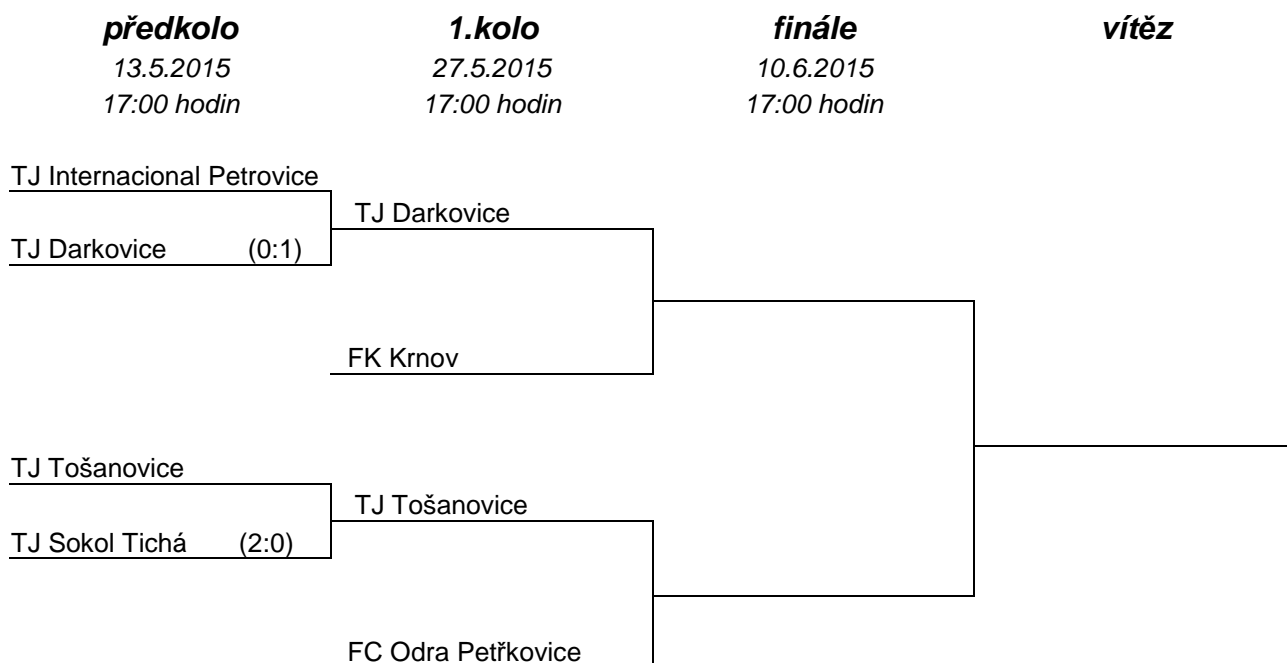 předkolo 1.kolo finále vítěz
13.5.2015 27.5.2015 10.6.2015
17:00 hodin 17:00 hodin 17:00 hodin
TJ Internacional Petrovice
TJ Darkovice
TJ Darkovice (0:1)
FK Krnov
TJ Tošanovice
TJ Tošanovice
TJ Sokol Tichá (2:0)
FC Odra Petřkovice